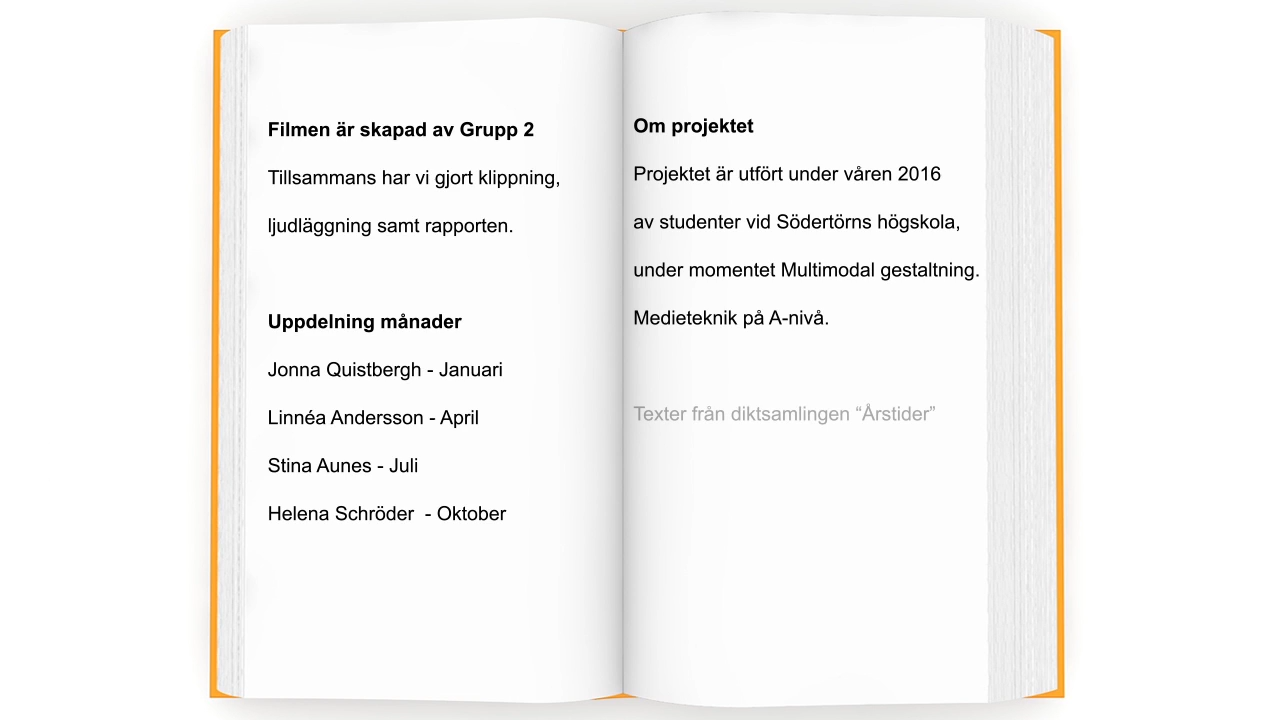 Filmen är skapad av Grupp 2
Tillsammans har vi gjort klippning,
ljudläggning samt rapporten.
Uppdelning månader
Jonna Quistbergh - Januari
Linnéa Andersson - April
Stina Aunes - Juli
Helena Schröder  - Oktober
Om projektet
Projektet är utfört under våren 2016
av studenter vid Södertörns högskola,
under momentet Multimodal gestaltning.
Medieteknik på A-nivå.
Texter från diktsamlingen “Årstider”